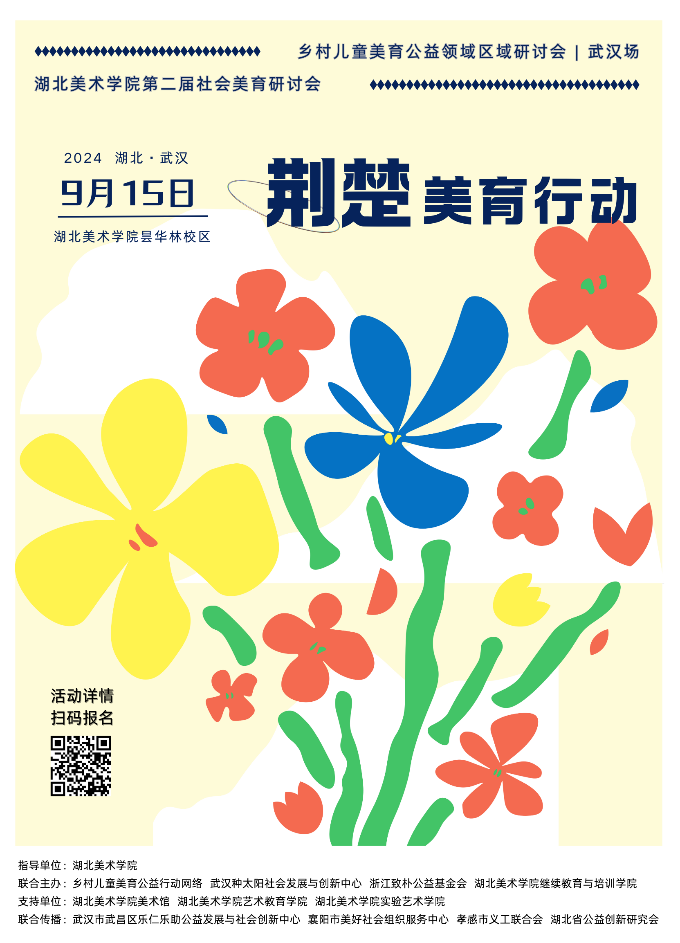 乡村儿童美育公益领域区域研讨会 | 武汉场
湖北美术学院第二届社会美育研讨会
2024 湖北·武汉
9月15日
湖北美术学院昙华林校区
荆楚美育行动
活动详情
扫码报名
指导单位：湖北美术学院
联合主办：乡村儿童美育公益行动网络 武汉种太阳社会发展与创新中心 浙江致朴公益基金会 湖北美术学院继续教育与培训学院
支持单位：湖北美术学院美术馆 湖北美术学院艺术教育学院 湖北美术学院实验艺术学院
联合传播：武汉市武昌区乐仁乐助公益发展与社会创新中心 襄阳市美好社会组织服务中心 孝感市义工联合会 湖北省公益创新研究会